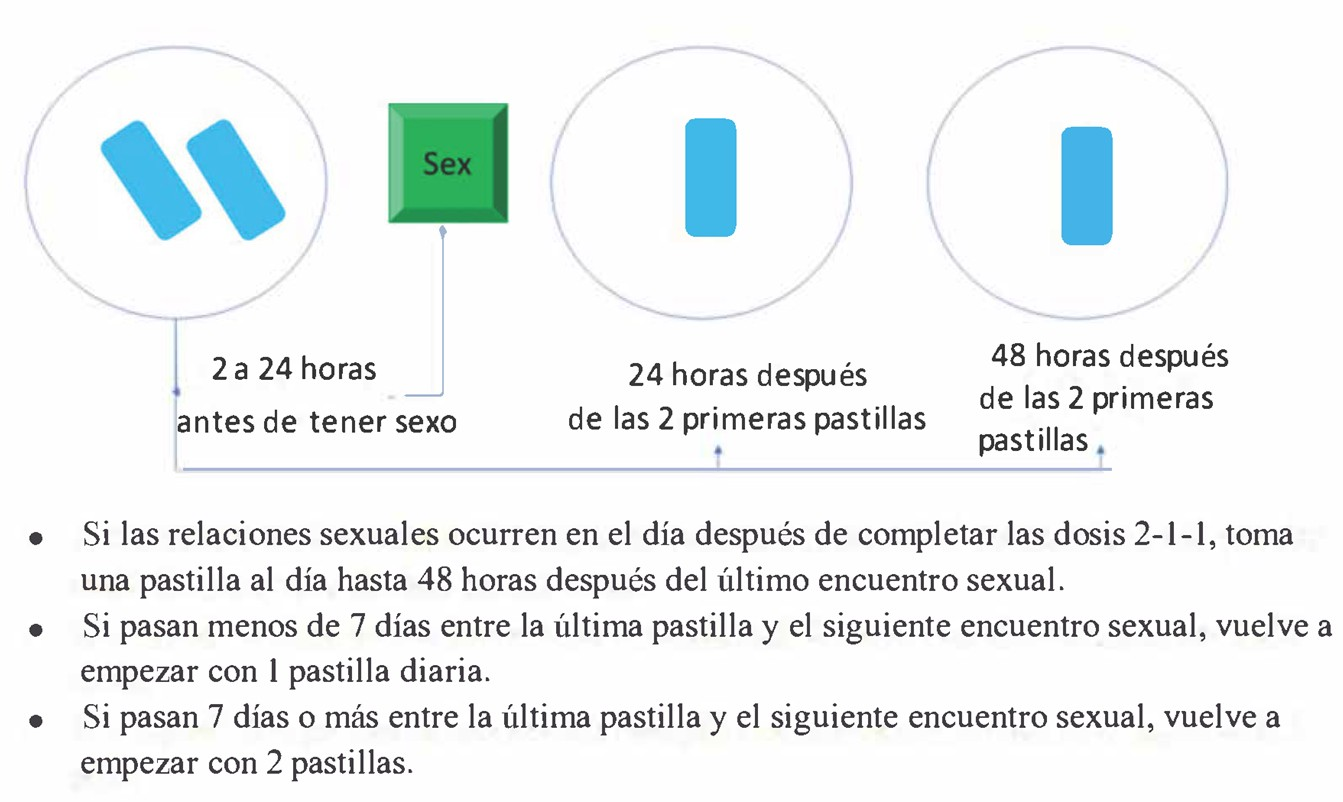 Sex
2 a 24 horas
antes de tener sexo
24 horas después
de las 2 primeras pastillas
48 horas después
de las 2 primeras
pastillas
• Si las relaciones sexuales ocurren en el día después de completar las dosis 2-1-1, toma
una pastilla al día hasta 48 horas después del último encuentro sexual.
• Si pasan menos de 7 días entre la última pastilla y el siguiente encuentro sexual, vuelve a
empezar con 1 pastilla diaria.
• Si pasan 7 días o más entre la última pastilla y el siguiente encuentro sexual, vuelve a
empezar con 2 pastillas.